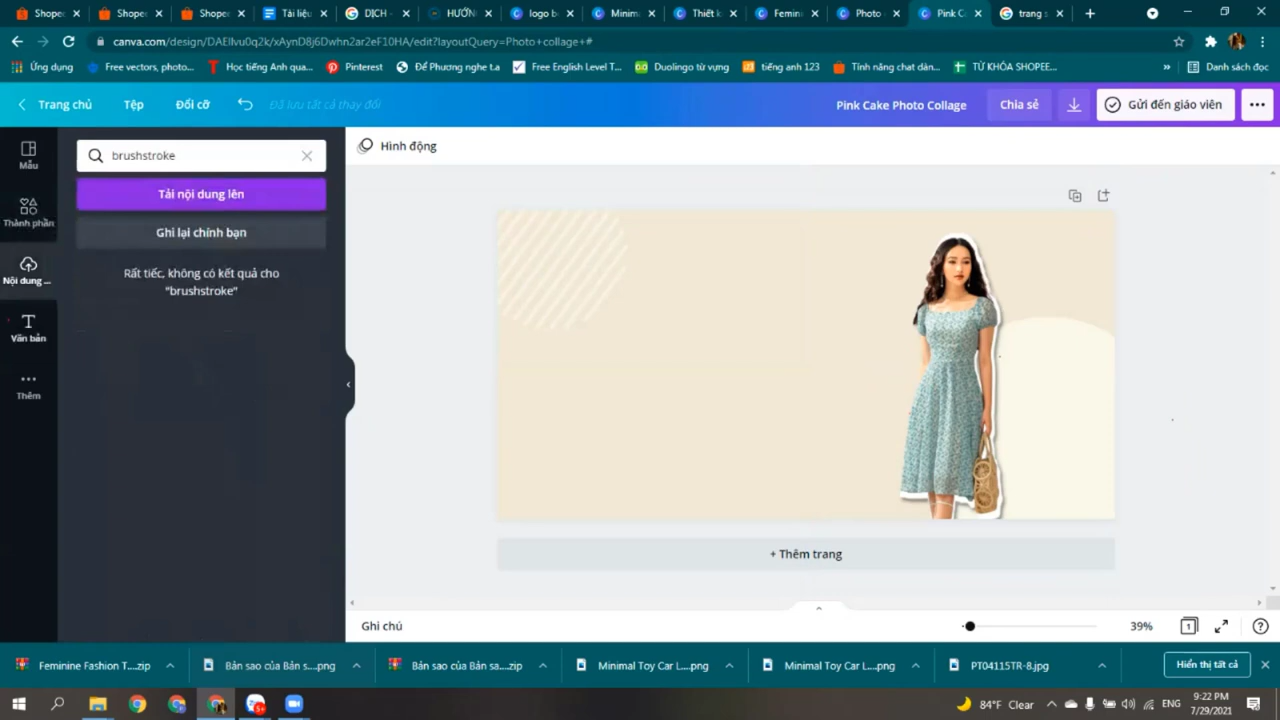 Shopee
Shopee
Shopee
Tài liệu
DỊCH -
HƯỚN
logo b
Minim
Thiết k
Femin
Photo
Pink C
trang s
canva.com/design/DAEllvu0q2k/xAynD8j6Dwhn2ar2eF10HA/edit?layoutQuery=Photo+collage+#
Ứng dụng
Free vectors, photo...
Học tiếng Anh qua...
Pinterest
Để Phương nghe t.a
Free English Level T...
Duolingo từ vựng
tiếng anh 123
Tính năng chat dàn...
TỪ KHÓA SHOPEE...
»
Danh sách đọc
Trang chủ
Tệp
Đổi cỡ
Đã lưu tất cả thay đổi
Pink Cake Photo Collage
Chia sẻ
Gửi đến giáo viên
Mẫu
Thành phần
Nội dung ...
Văn bản
Thêm
brushstroke
Tải nội dung lên
Ghi lại chính bạn
Rất tiếc, không có kết quả cho
"brushstroke"
Hình động
+ Thêm trang
Ghi chú
39%
1
Feminine Fashion T....zip
Bản sao của Bản s....png
Bản sao của Bản sa....zip
Minimal Toy Car L....png
Minimal Toy Car L....png
PT04115TR-8.jpg
Hiển thị tất cả
84°F Clear
ENG
9:22 PM
7/29/2021